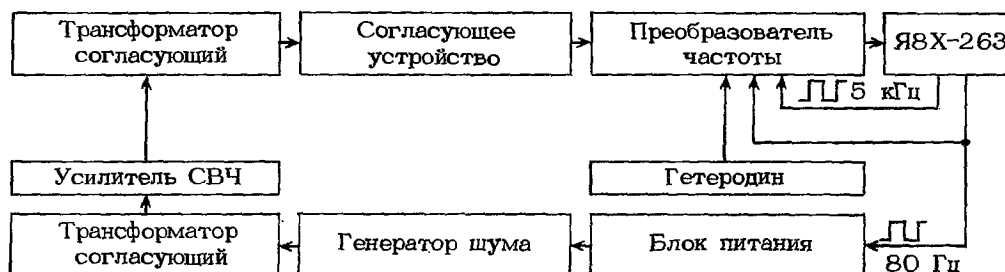 Трансформатор
согласующий
Согласующее
устройство
Преобразователь
частоты
Я8Х-263
5 кГц
Усилитель СВЧ
Гетеродин
Трансформатор
согласующий
Генератор шума
Блок питания
80 Гц